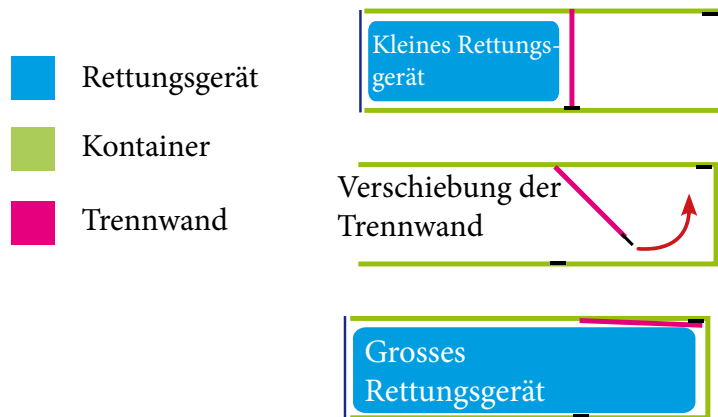 Rettungsgerät
Kontainer
Trennwand
Kleines Rettungs-
gerät
Verschiebung der
Trennwand
Grosses
Rettungsgerät